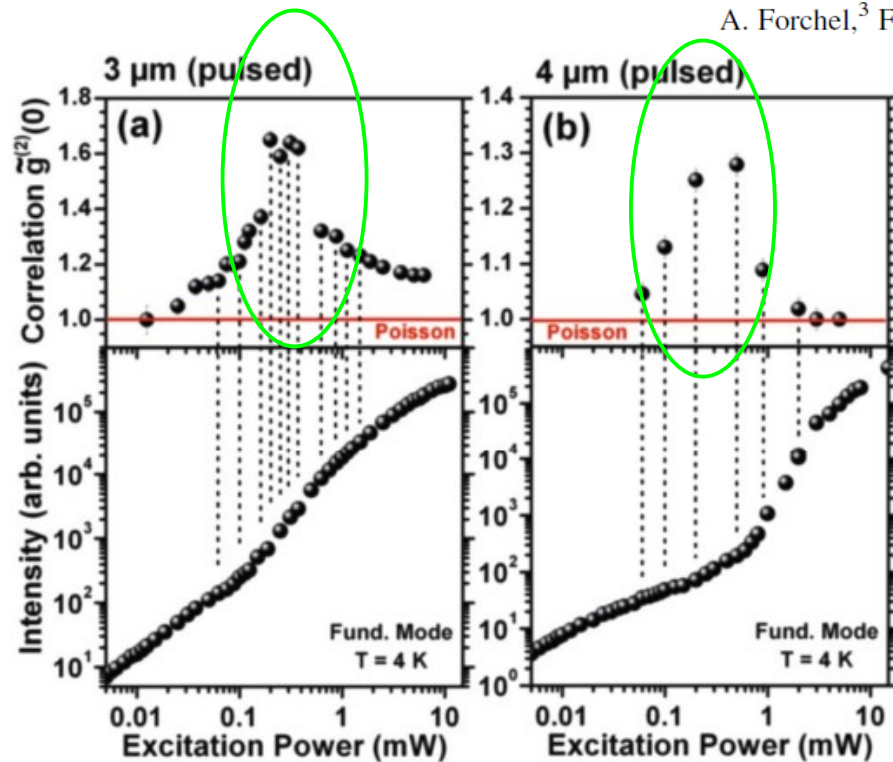 A. Forchel,³ F
3 μm (pulsed)
4 μm (pulsed)
Correlation g̃⁽²⁾(0)
1.8
1.6
1.4
1.2
1.0
(a)
Poisson
1.4
1.3
1.2
1.1
1.0
(b)
Poisson
Intensity (arb. units)
10⁵
10⁴
10³
10²
10¹
Fund. Mode
T = 4 K
0.01 0.1 1 10
Excitation Power (mW)
10⁵
10⁴
10³
10²
10¹
10⁰
Fund. Mode
T = 4 K
0.01 0.1 1 10
Excitation Power (mW)